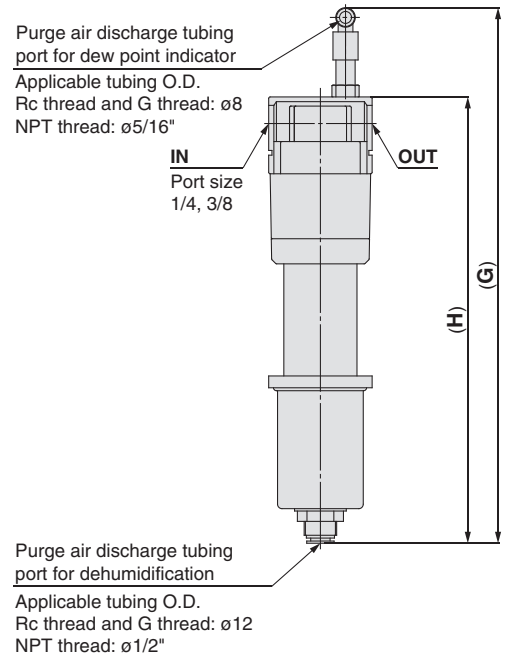 Purge air discharge tubing
port for dew point indicator
Applicable tubing O.D.
Rc thread and G thread: ø8
NPT thread: ø5/16"
IN
OUT
Port size
1/4, 3/8
(G)
(H)
Purge air discharge tubing
port for dehumidification
Applicable tubing O.D.
Rc thread and G thread: ø12
NPT thread: ø1/2"